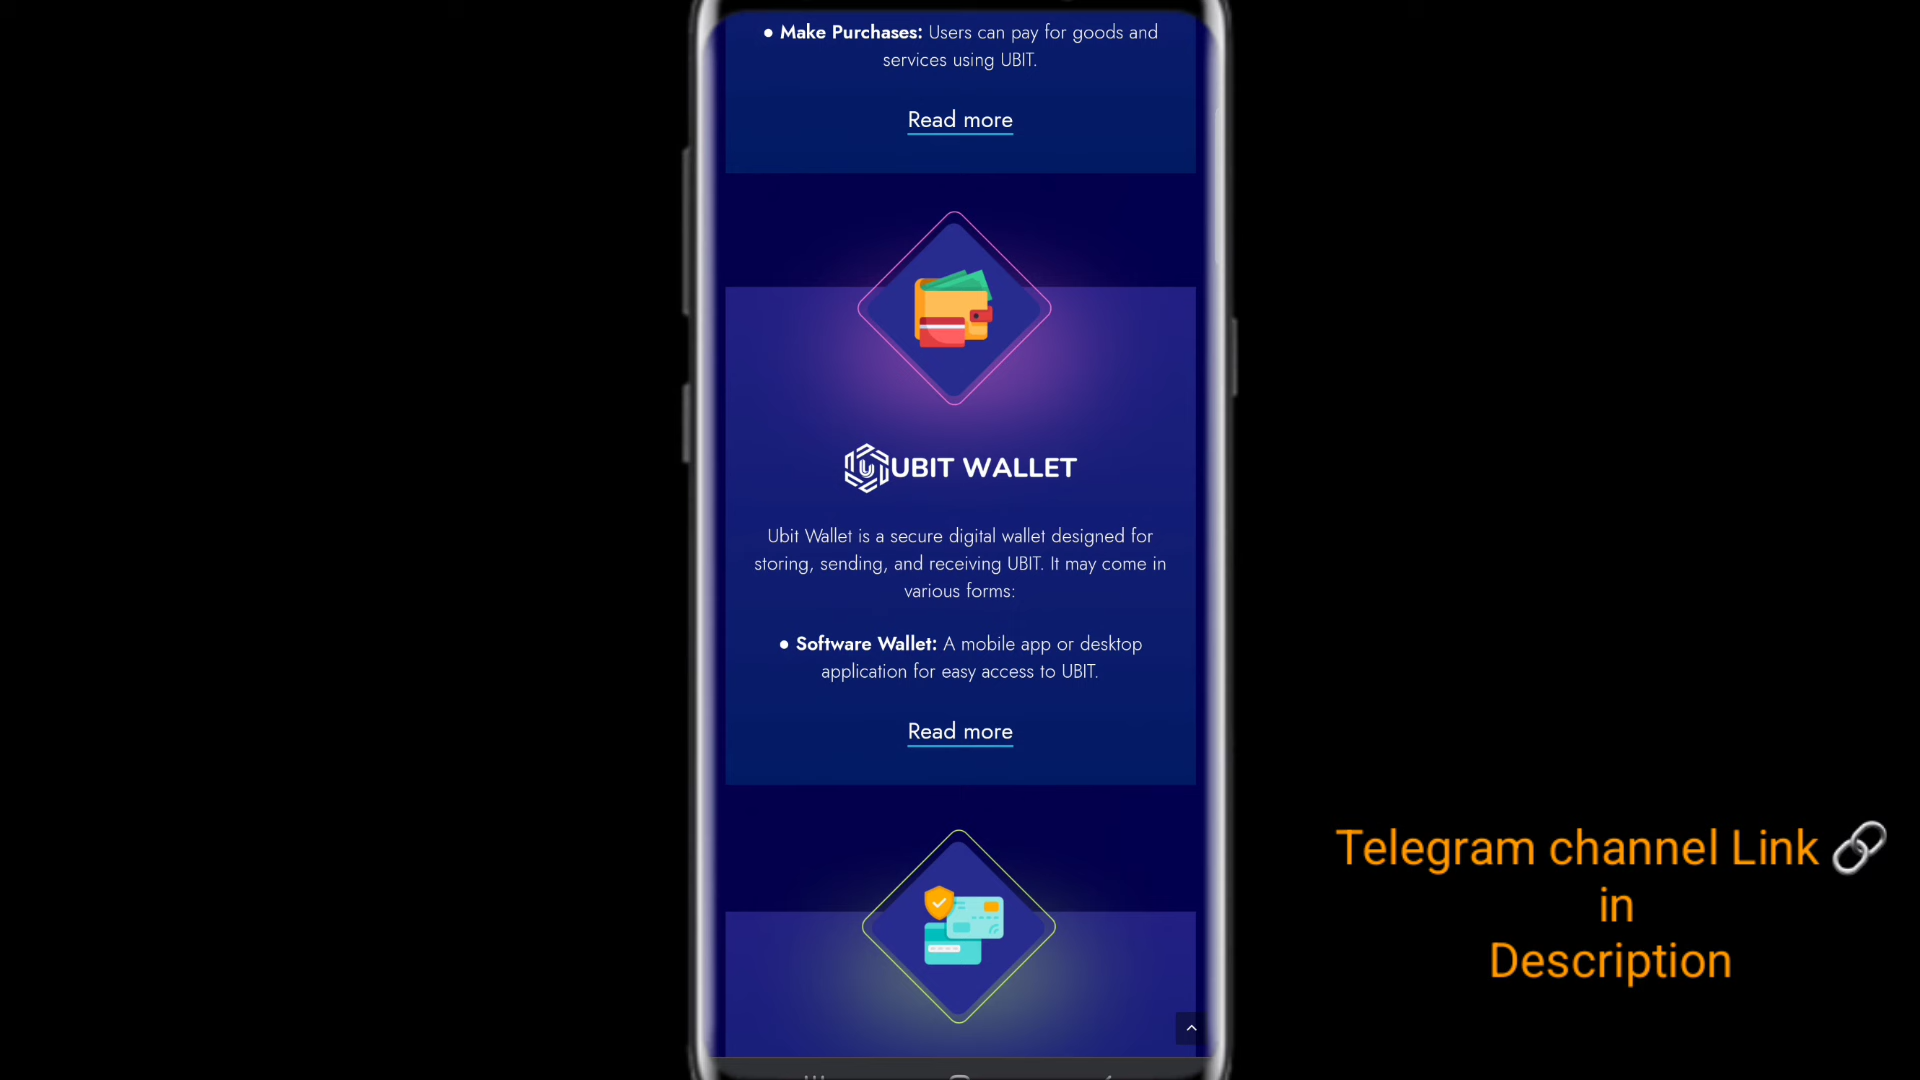 ● Make Purchases: Users can pay for goods and
services using UBIT.
Read more
UBIT WALLET
Ubit Wallet is a secure digital wallet designed for
storing, sending, and receiving UBIT. It may come in
various forms:
● Software Wallet: A mobile app or desktop
application for easy access to UBIT.
Read more
Telegram channel Link 🔗
in
Description